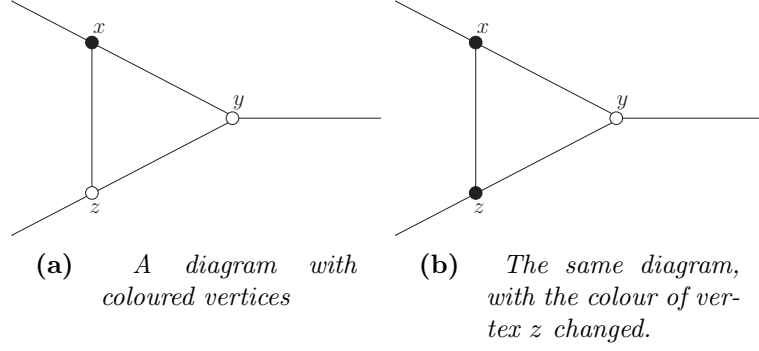 x
y
z
x
y
z
(a) A diagram with
coloured vertices
(b) The same diagram,
with the colour of ver-
tex z changed.